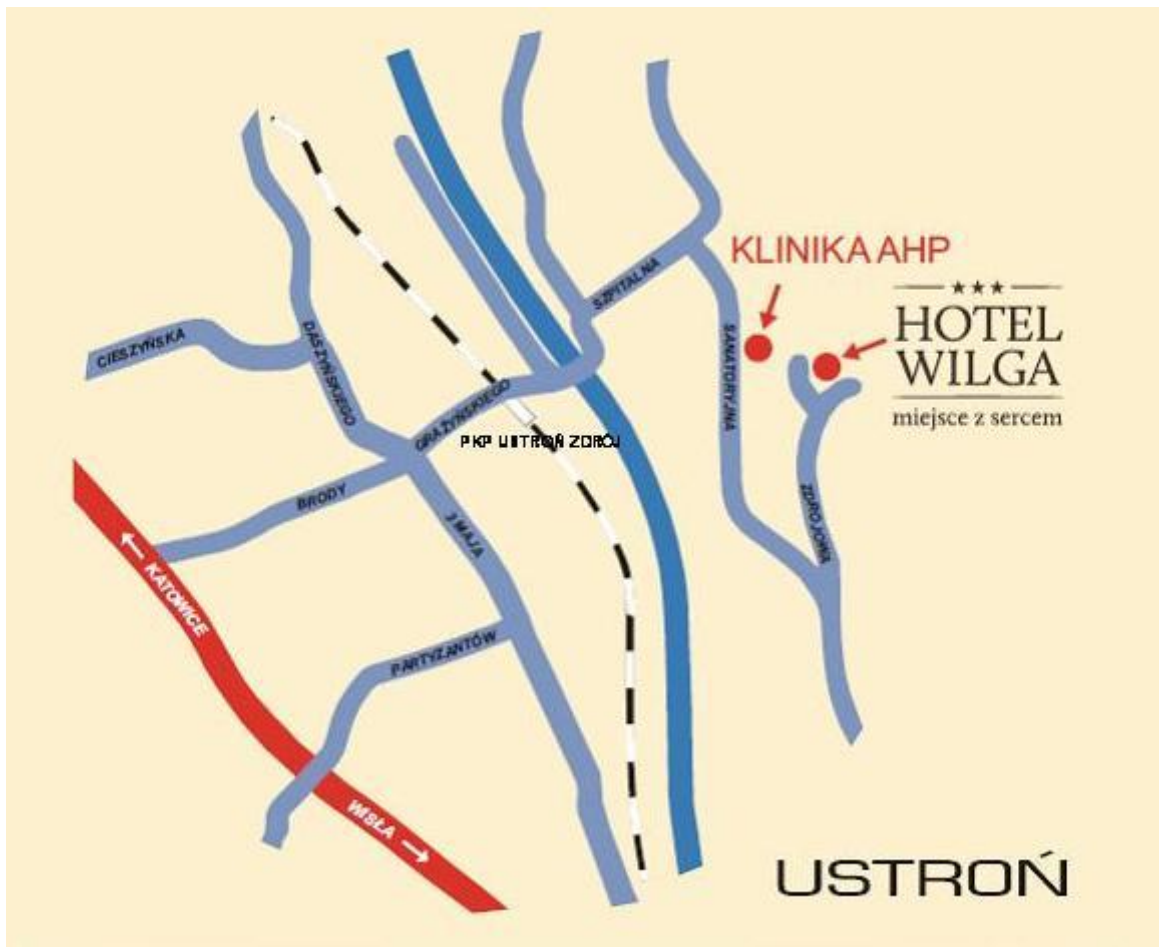 KLINIKA AHP
HOTEL
WILGA
miejsce z sercem
SZPITALNA
SANATORYJNA
ZDROJOWA
CIESZYŃSKA
DASZYŃSKIEGO
GRAŻYŃSKIEGO
PKP USTROŃ ZDRÓJ
BRODY
3 MAJA
PARTYZANTÓW
KATOWICE
WISŁA
USTROŃ